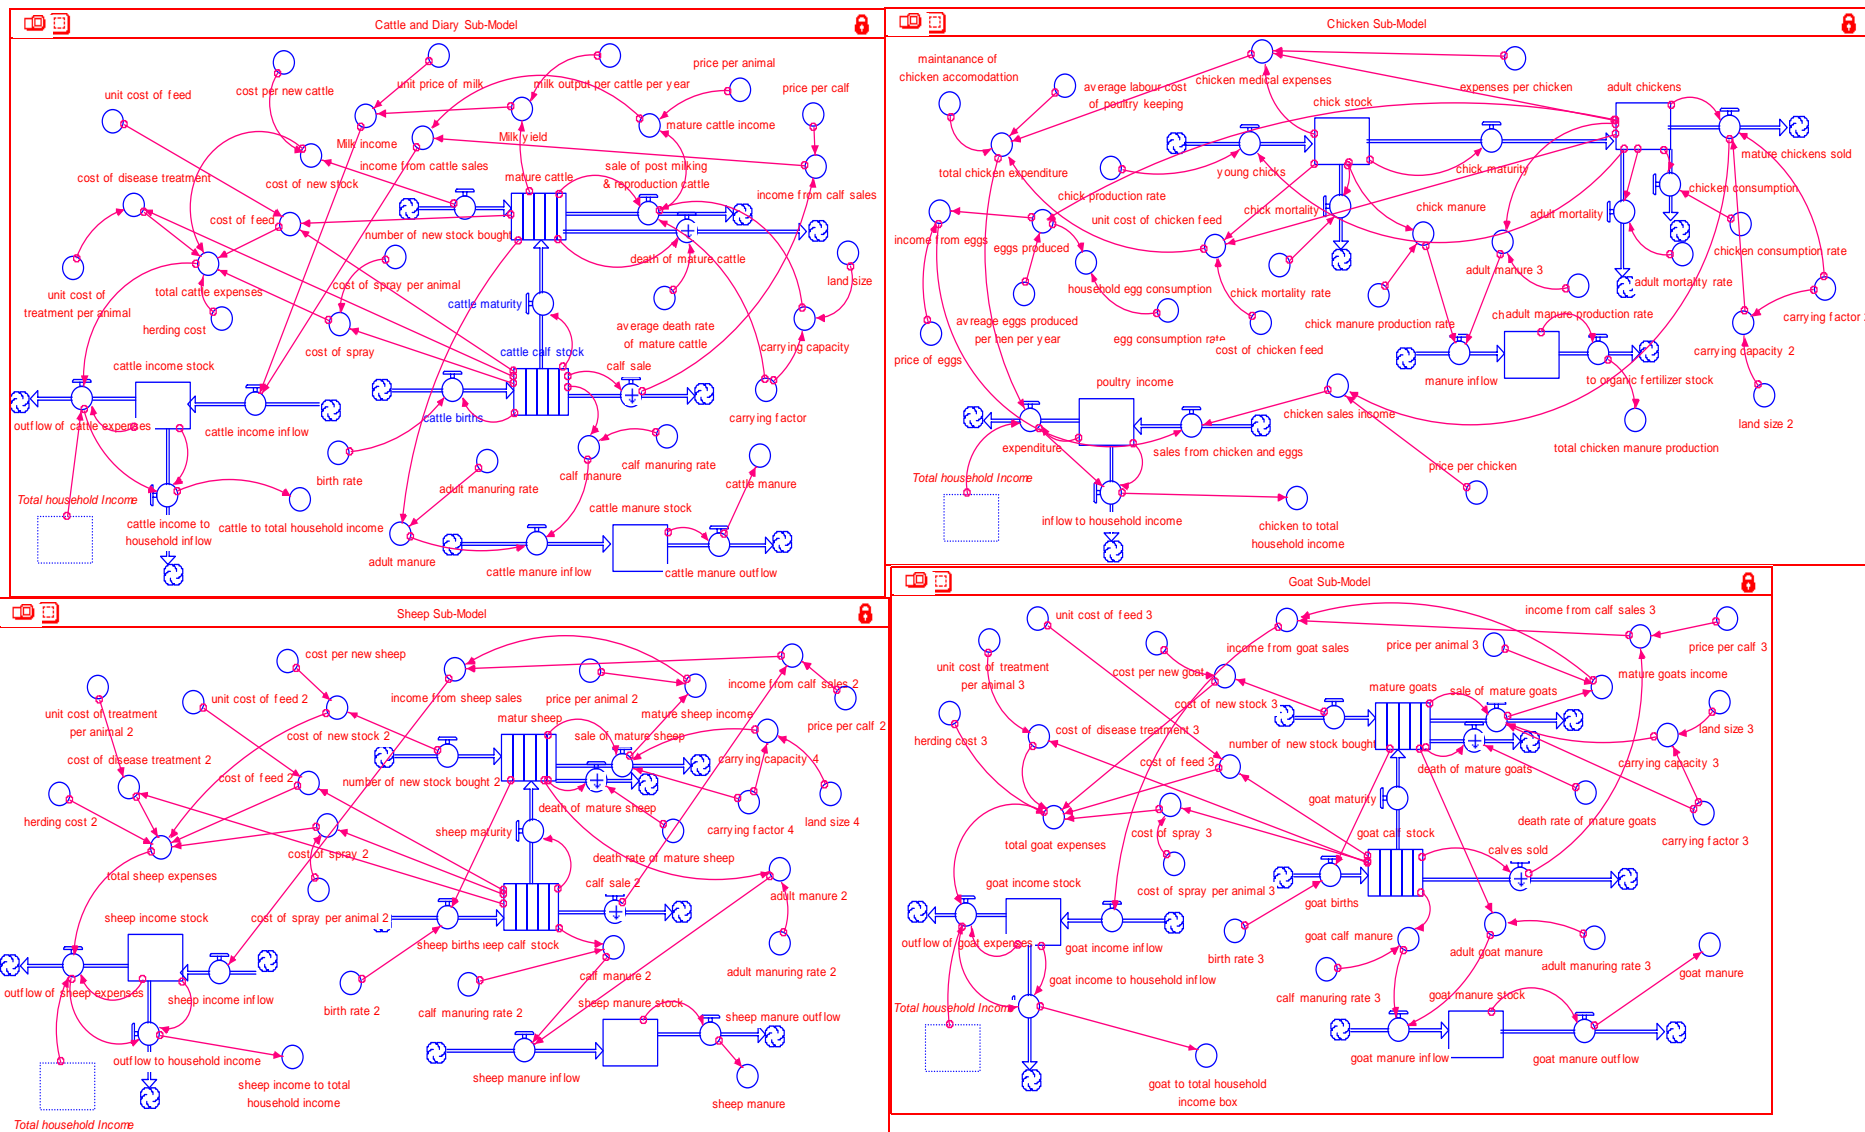 Cattle and Diary Sub-Model
unit cost of feed
cost per new cattle
unit price of milk
milk output per cattle per year
price per animal
price per calf
Milk income
Milk yield
mature cattle income
income from cattle sales
cost of new stock
cost of disease treatment
mature cattle
sale of post milking
& reproduction cattle
income from calf sales
cost of feed
number of new stock bought
death of mature cattle
land size
unit cost of
treatment per animal
total cattle expenses
cost of spray per animal
herding cost
cattle maturity
average death rate
of mature cattle
carrying capacity
cost of spray
cattle calf stock
calf sale
cattle income stock
outflow of cattle expenses
cattle income inflow
cattle births
carrying factor
birth rate
calf manure
calf manuring rate
adult manuring rate
cattle manure
Total household Income
cattle income to
household inflow
cattle to total household income
cattle manure stock
adult manure
cattle manure inflow
cattle manure outflow
Chicken Sub-Model
maintanance of
chicken accomodattion
average labour cost
of poultry keeping
chicken medical expenses
expenses per chicken
adult chickens
chick stock
mature chickens sold
total chicken expenditure
chick production rate
young chicks
chick maturity
chicken consumption
chick mortality
chick manure
adult mortality
unit cost of chicken feed
income from eggs
eggs produced
chicken consumption rate
adult manure 3
household egg consumption
chick mortality rate
adult mortality rate
avreage eggs produced
per hen per year
egg consumption rate
cost of chicken feed
chick manure production rate
chadult manure production rate
carrying factor
price of eggs
carrying capacity 2
manure inflow
to organic fertilizer stock
poultry income
chicken sales income
land size 2
expenditure
sales from chicken and eggs
total chicken manure production
price per chicken
Total household Income
inflow to household income
chicken to total
household income
Sheep Sub-Model
cost per new sheep
unit cost of feed 2
income from sheep sales
price per animal 2
income from calf sales 2
unit cost of treatment
per animal 2
cost of new stock 2
matur sheep
mature sheep income
price per calf 2
sale of mature sheep
cost of disease treatment 2
cost of feed 2
number of new stock bought 2
carrying capacity 4
death of mature sheep
herding cost 2
sheep maturity
carrying factor 4
land size 4
cost of spray 2
death rate of mature sheep
total sheep expenses
calf sale 2
adult manure 2
sheep income stock
cost of spray per animal 2
sheep births
eep calf stock
outflow of sheep expenses
sheep income inflow
calf manure 2
adult manuring rate 2
birth rate 2
calf manuring rate 2
sheep manure stock
sheep manure outflow
outflow to household income
sheep manure inflow
sheep income to total
household income
sheep manure
Total household Income
Goat Sub-Model
unit cost of feed 3
income from calf sales 3
unit cost of treatment
per animal 3
cost per new goat
income from goat sales
price per animal 3
price per calf 3
mature goats income
mature goats
sale of mature goats
cost of new stock 3
herding cost 3
cost of disease treatment 3
number of new stock bought
land size 3
cost of feed 3
death of mature goats
carrying capacity 3
goat maturity
cost of spray 3
death rate of mature goats
carrying factor 3
total goat expenses
goat calf stock
calves sold
goat income stock
cost of spray per animal 3
goat births
outflow of goat expenses
goat income inflow
goat calf manure
adult goat manure
birth rate 3
adult manuring rate 3
goat manure
goat income to household inflow
calf manuring rate 3
goat manure stock
Total household Income
goat manure inflow
goat manure outflow
goat to total household
income box